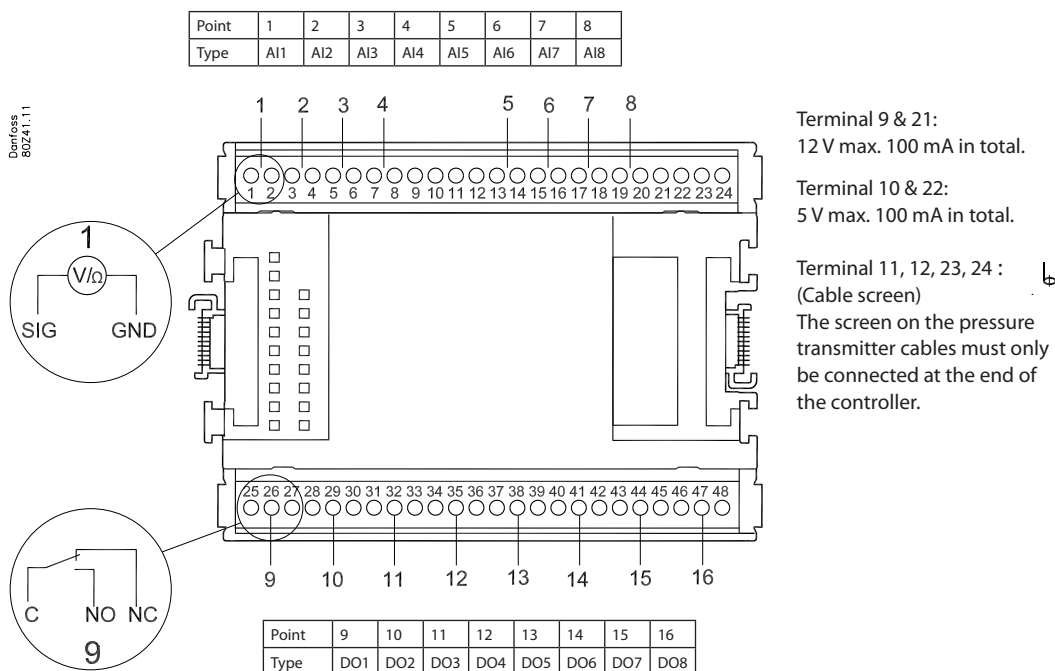 Point 1 2 3 4 5 6 7 8
Type AI1 AI2 AI3 AI4 AI5 AI6 AI7 AI8
Danfoss
80Z41.11
1 2 3 4 5 6 7 8
1 2 3 4 5 6 7 8 9 10 11 12 13 14 15 16 17 18 19 20 21 22 23 24
1
V/Ω
SIG GND
Terminal 9 & 21:
12 V max. 100 mA in total.
Terminal 10 & 22:
5 V max. 100 mA in total.
Terminal 11, 12, 23, 24 :
(Cable screen)
The screen on the pressure
transmitter cables must only
be connected at the end of
the controller.
25 26 27 28 29 30 31 32 33 34 35 36 37 38 39 40 41 42 43 44 45 46 47 48
9 10 11 12 13 14 15 16
C NO NC
9
Point 9 10 11 12 13 14 15 16
Type DO1 DO2 DO3 DO4 DO5 DO6 DO7 DO8